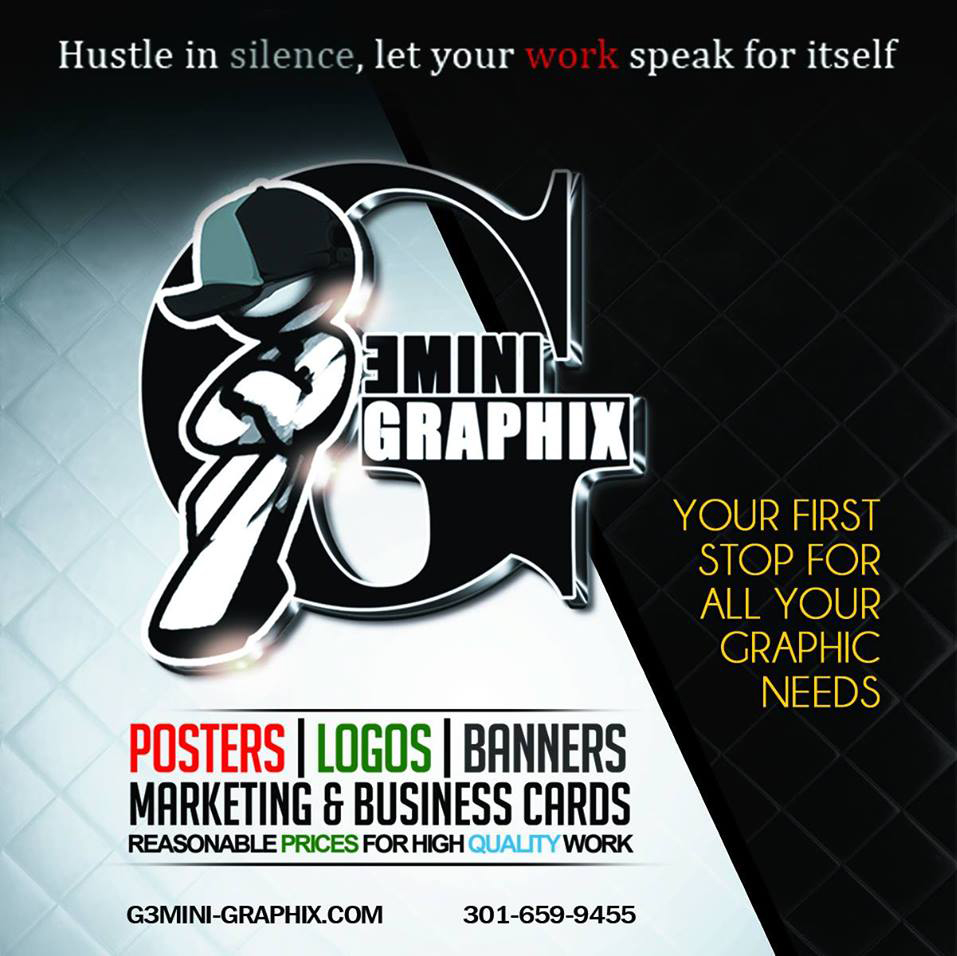 Hustle in silence, let your work speak for itself
G
3MINI
GRAPHIX
YOUR FIRST
STOP FOR
ALL YOUR
GRAPHIC
NEEDS
POSTERS | LOGOS | BANNERS
MARKETING & BUSINESS CARDS
REASONABLE PRICES FOR HIGH QUALITY WORK
G3MINI-GRAPHIX.COM 301-659-9455